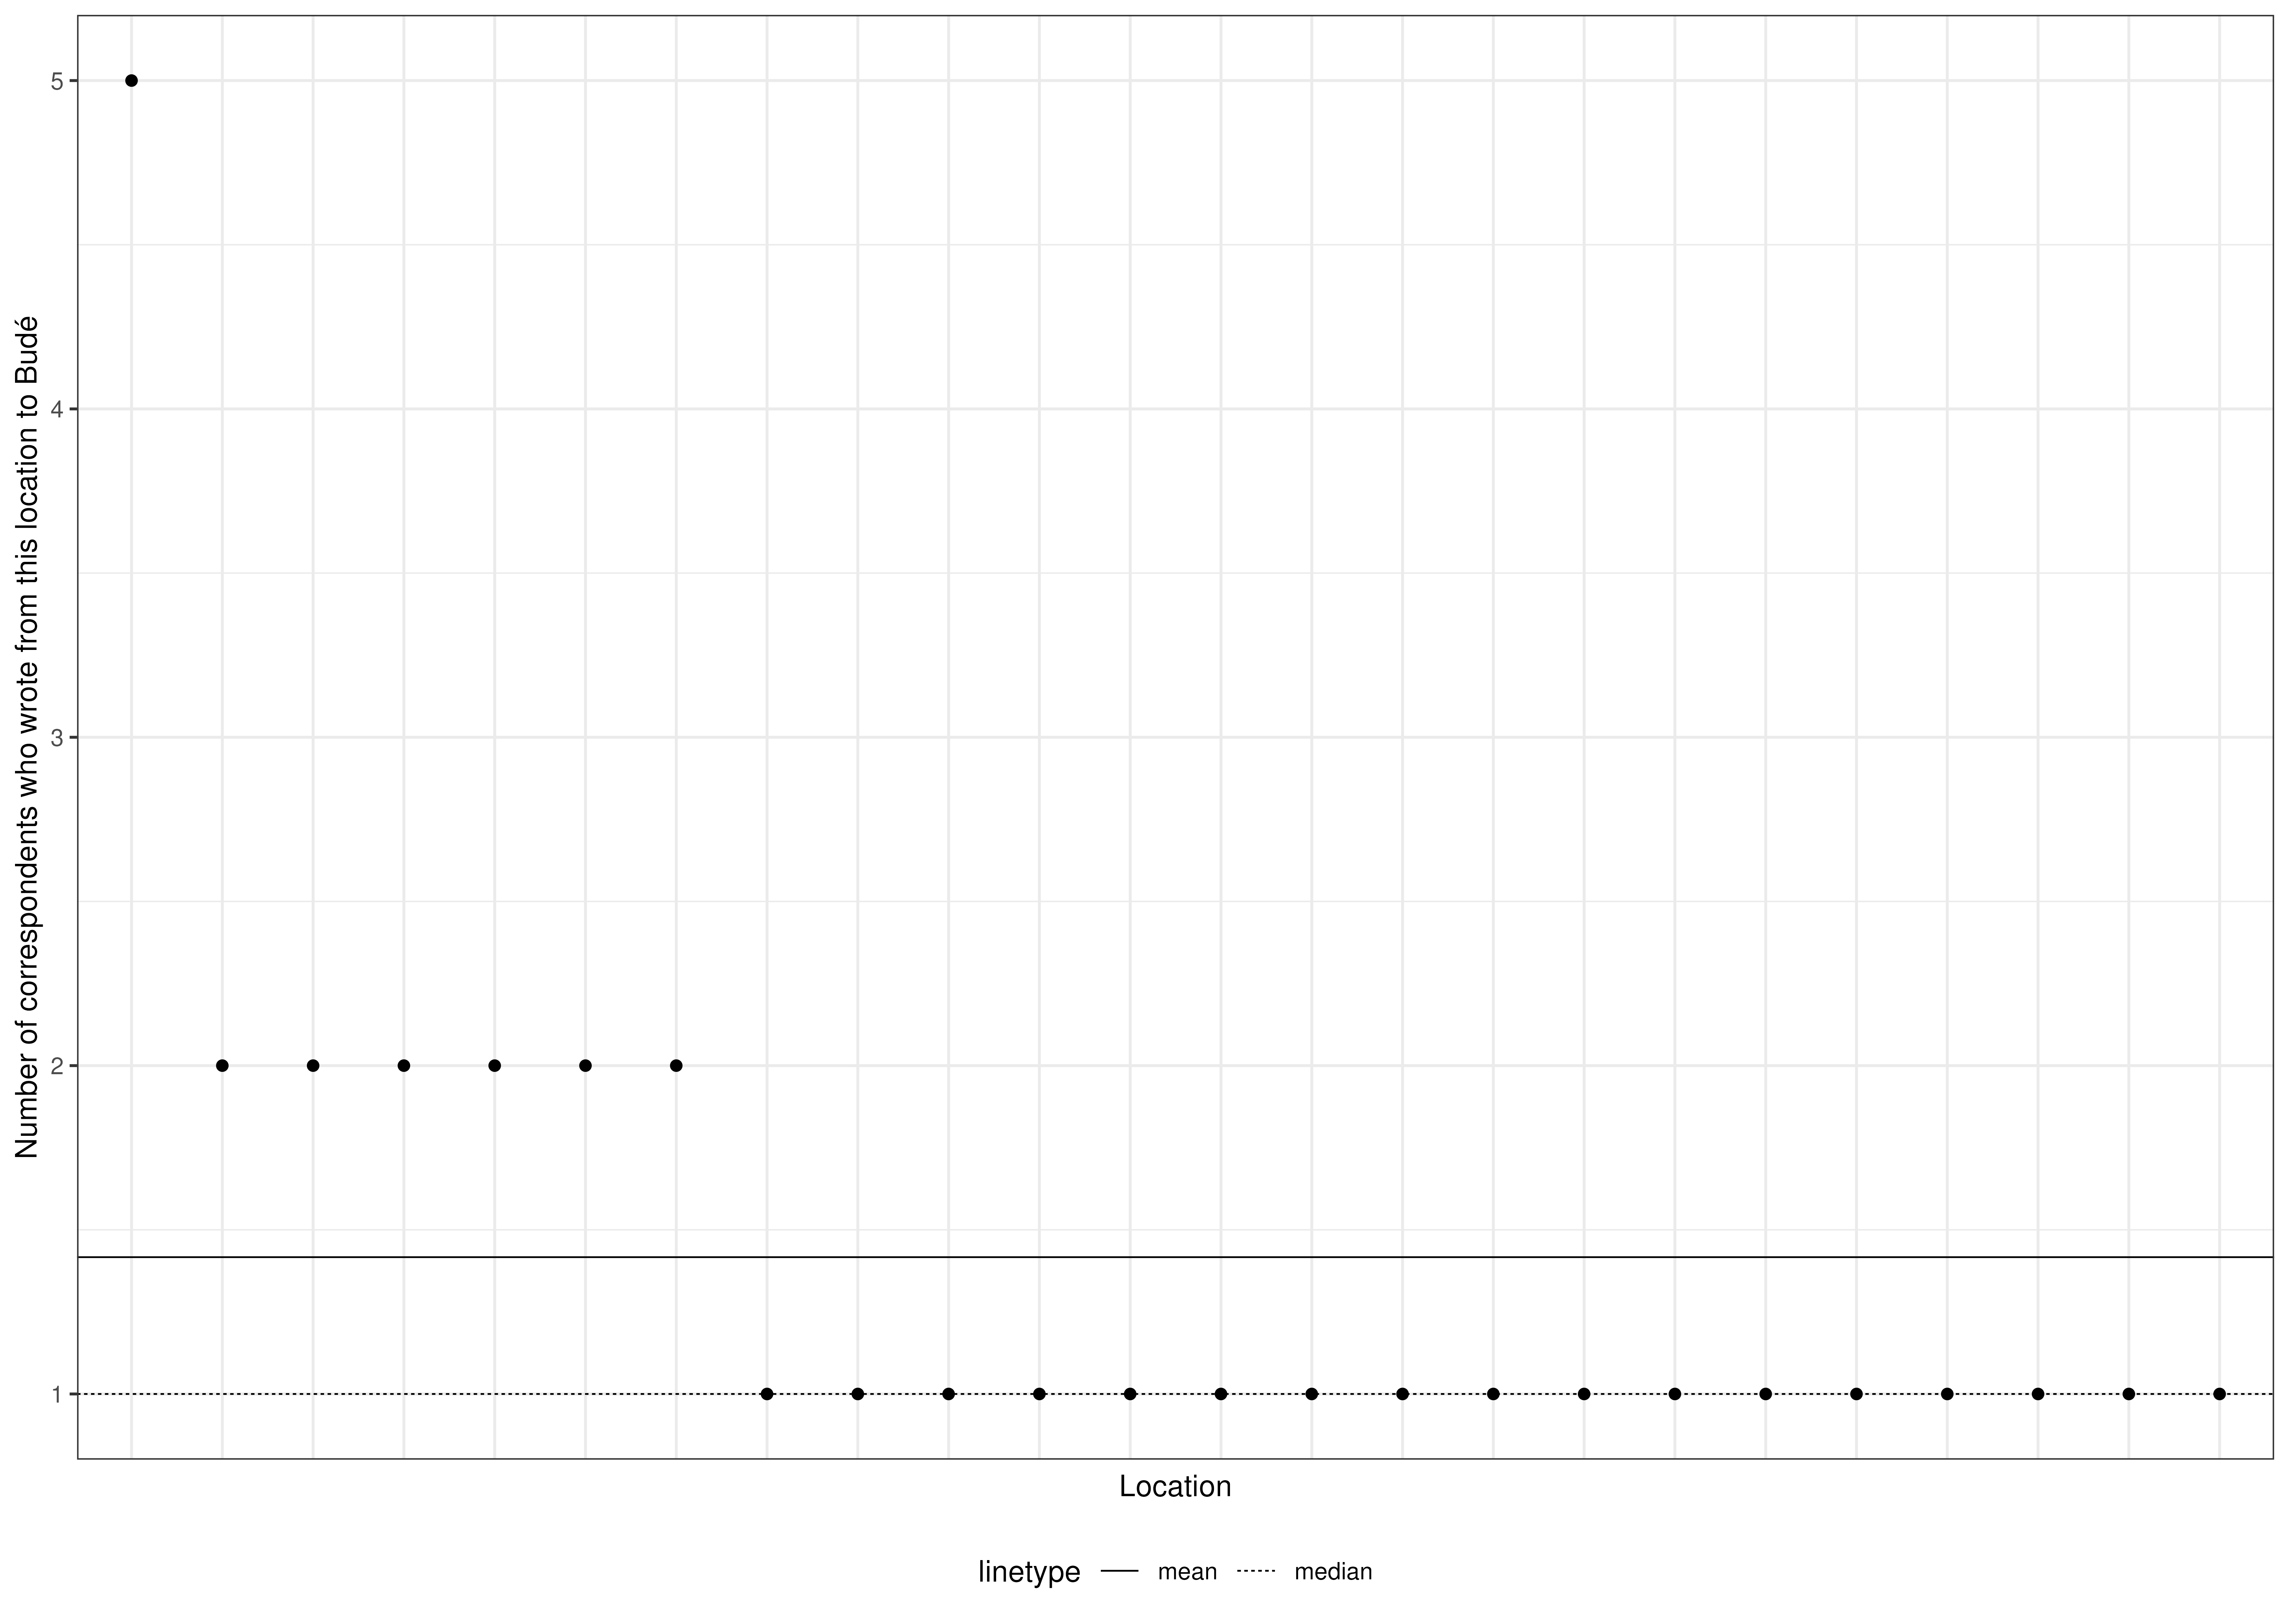 Number of correspondents who wrote from this location to Budé
5
4
3
2
1
Location
linetype mean median